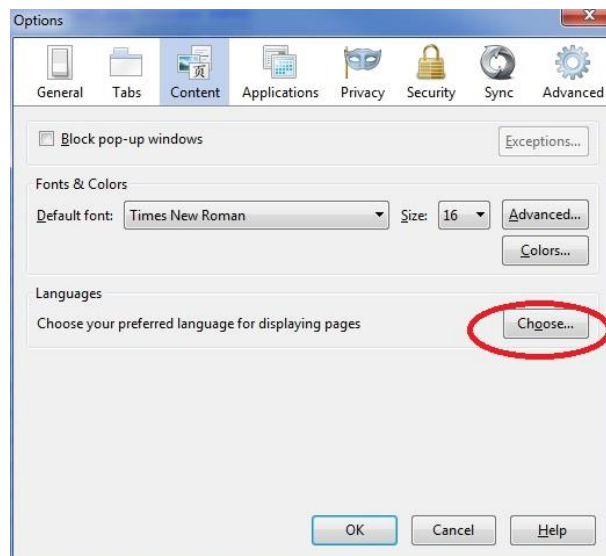 Options
General Tabs Content Applications Privacy Security Sync Advanced
Block pop-up windows Exceptions...
Fonts & Colors
Default font: Times New Roman Size: 16 Advanced...
Colors...
Languages
Choose your preferred language for displaying pages Choose...
OK Cancel Help